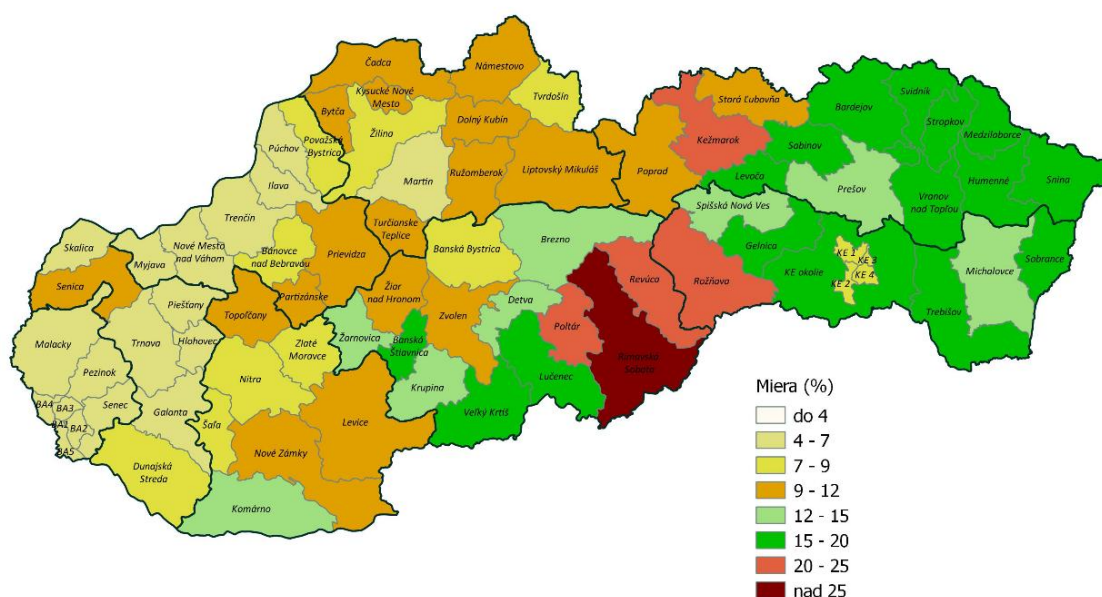 Čadca
Námestovo
Kysucké Nové
Mesto
Tvrdošín
Bytča
Stará Ľubovňa
Svidník
Bardejov
Dolný Kubín
Stropkov
Považská
Bystrica
Žilina
Kežmarok
Medzilaborce
Púchov
Sabinov
Liptovský Mikuláš
Poprad
Levoča
Humenné
Snina
Ružomberok
Martin
Prešov
Ilava
Vranov
nad Topľou
Trenčín
Spišská Nová Ves
Turčianske
Teplice
Skalica
Nové Mesto
nad Váhom
Bánovce
nad Bebravou
Banská Bystrica
Brezno
Gelnica
Myjava
Prievidza
KE 1
KE 3
Sobrance
KE okolie
KE 4
Michalovce
Revúca
Rožňava
KE 2
Senica
Žiar
nad Hronom
Partizánske
Detva
Piešťany
Topoľčany
Zvolen
Trebišov
Poltár
Žarnovica
Banská
Štiavnica
Hlohovec
Zlaté
Moravce
Malacky
Trnava
Rimavská
Sobota
Pezinok
Nitra
Lučenec
Krupina
Miera (%)
BA4
BA3
Senec
Galanta
Veľký Krtíš
do 4
BA1
BA2
Šaľa
Levice
4 - 7
BA5
Nové Zámky
7 - 9
Dunajská
Streda
9 - 12
Komárno
12 - 15
15 - 20
20 - 25
nad 25